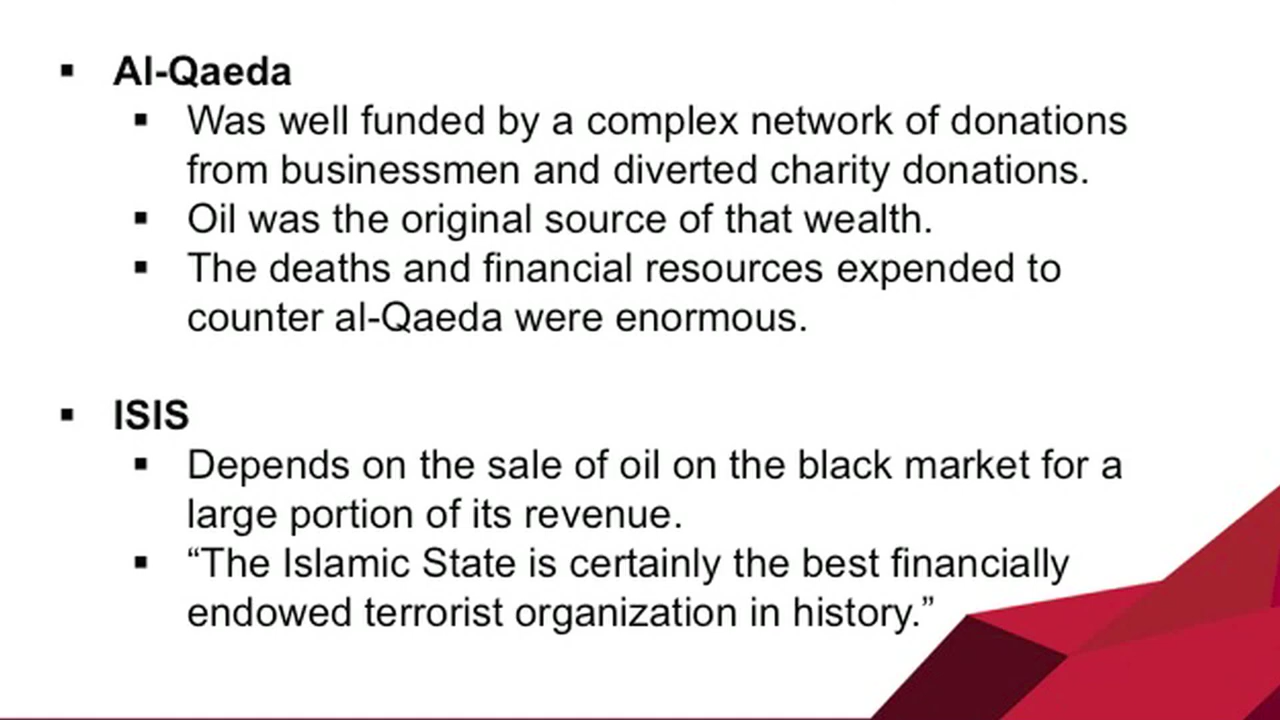 ▪ Al-Qaeda
▪ Was well funded by a complex network of donations
from businessmen and diverted charity donations.
▪ Oil was the original source of that wealth.
▪ The deaths and financial resources expended to
counter al-Qaeda were enormous.
▪ ISIS
▪ Depends on the sale of oil on the black market for a
large portion of its revenue.
▪ “The Islamic State is certainly the best financially
endowed terrorist organization in history.”